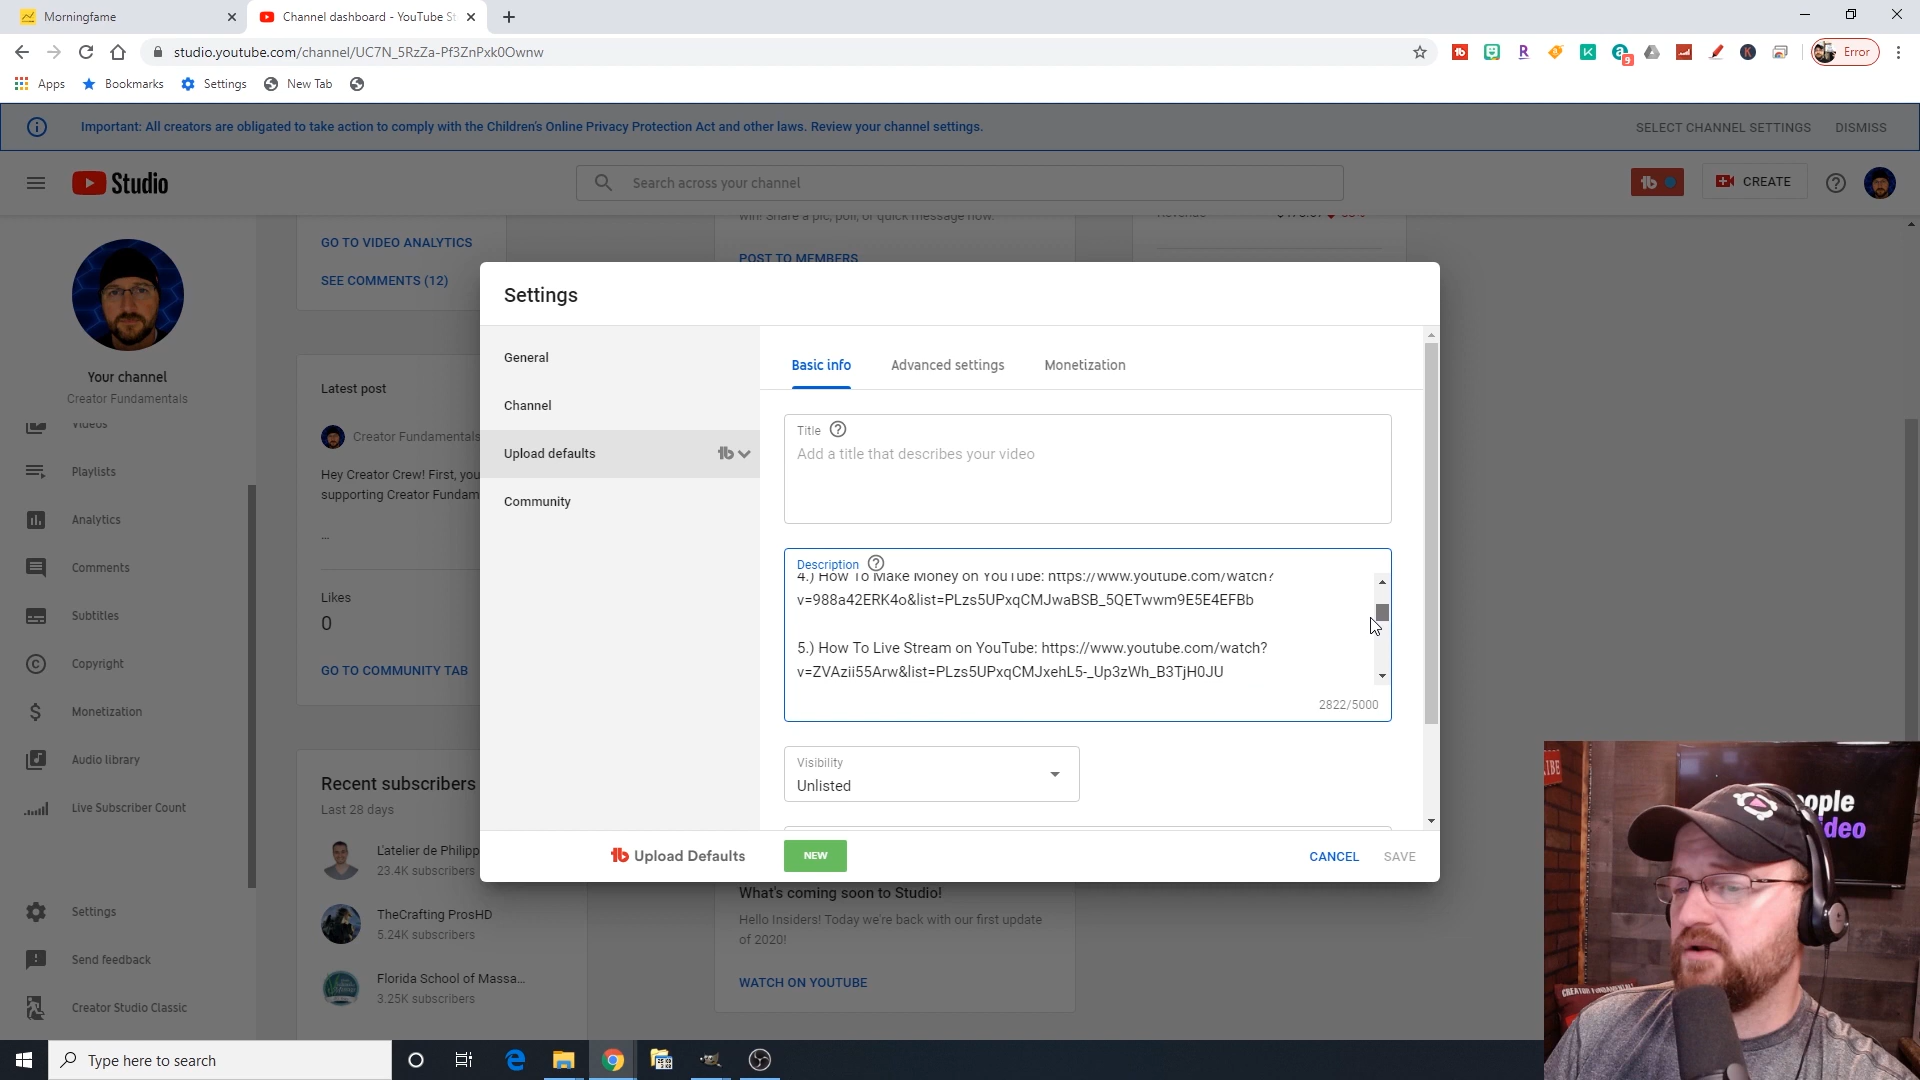 Morningfame
Channel dashboard - YouTube St
studio.youtube.com/channel/UC7N_5RzZa-Pf3ZnPxk0Ownw
9
Error
Apps
Bookmarks
Settings
New Tab
Important: All creators are obligated to take action to comply with the Children's Online Privacy Protection Act and other laws. Review your channel settings.
SELECT CHANNEL SETTINGS
DISMISS
Studio
Search across your channel
CREATE
Your channel
Creator Fundamentals
Videos
Playlists
Analytics
Comments
Subtitles
Copyright
Monetization
Audio library
Live Subscriber Count
Settings
Send feedback
Creator Studio Classic
GO TO VIDEO ANALYTICS
SEE COMMENTS (12)
Latest post
Creator Fundamentals
Hey Creator Crew! First, you
supporting Creator Fundam
...
Likes
0
GO TO COMMUNITY TAB
Recent subscribers
Last 28 days
L'atelier de Philipp
23.4K subscribers
TheCrafting ProsHD
5.24K subscribers
Florida School of Massa...
3.25K subscribers
win! Share a pic, poll, or quick message now.
POST TO MEMBERS
Revenue
Settings
General
Channel
Upload defaults
Community
Basic info
Advanced settings
Monetization
Title
Add a title that describes your video
Description
4.) How To Make Money on YouTube: https://www.youtube.com/watch?
v=988a42ERK4o&list=PLzs5UPxqCMJwaBSB_5QETwwm9E5E4EFBb
5.) How To Live Stream on YouTube: https://www.youtube.com/watch?
v=ZVAzii55Arw&list=PLzs5UPxqCMJxehL5-_Up3zWh_B3TjH0JU
2822/5000
Visibility
Unlisted
Upload Defaults
NEW
CANCEL
SAVE
What's coming soon to Studio!
Hello Insiders! Today we're back with our first update
of 2020!
WATCH ON YOUTUBE
Type here to search